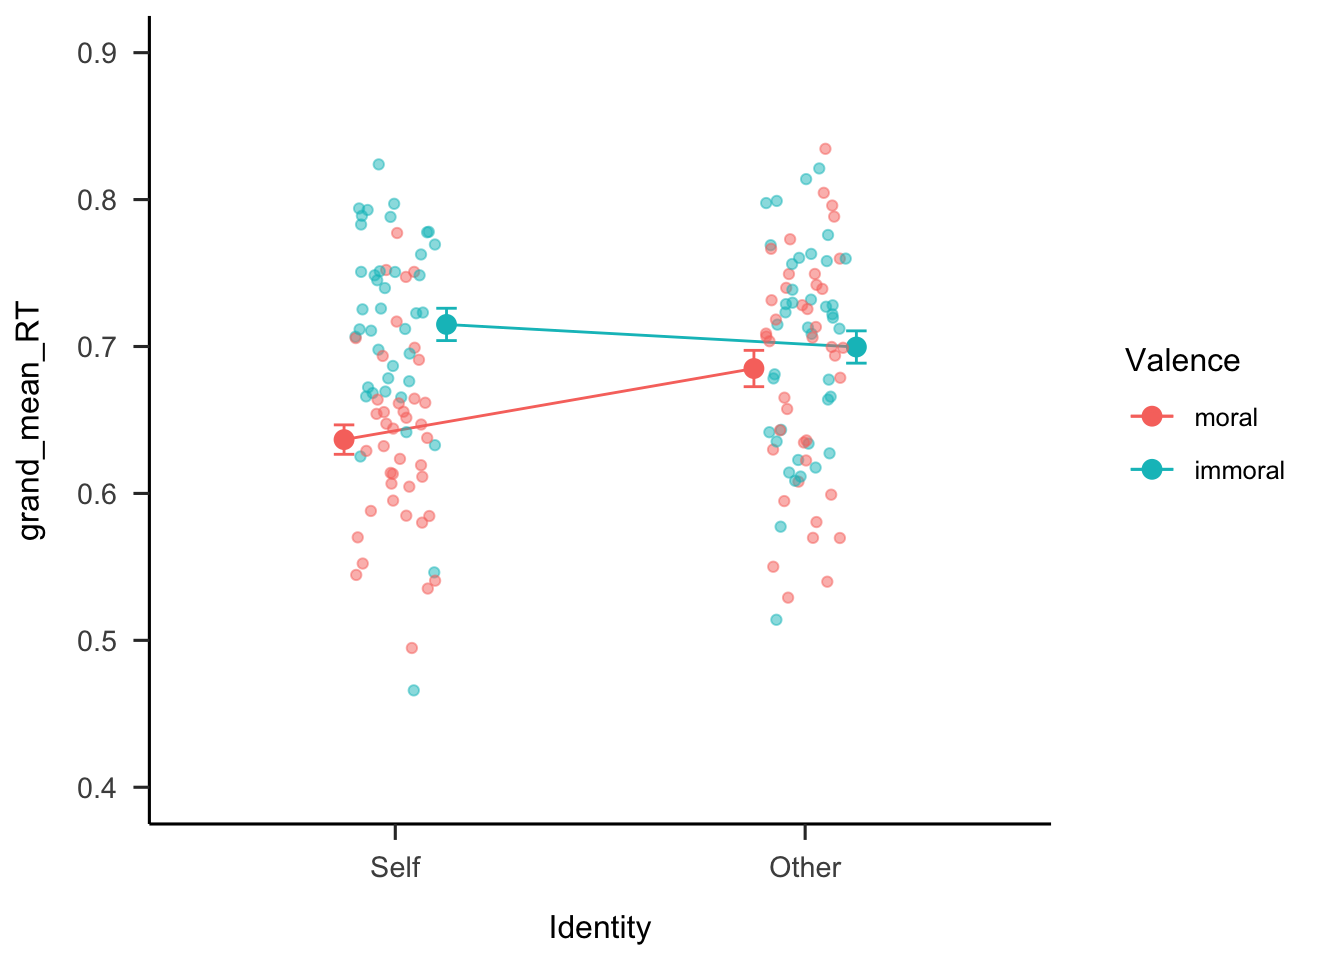 grand_mean_RT
0.9
0.8
0.7
0.6
0.5
0.4
Self
Other
Identity
Valence
moral
immoral